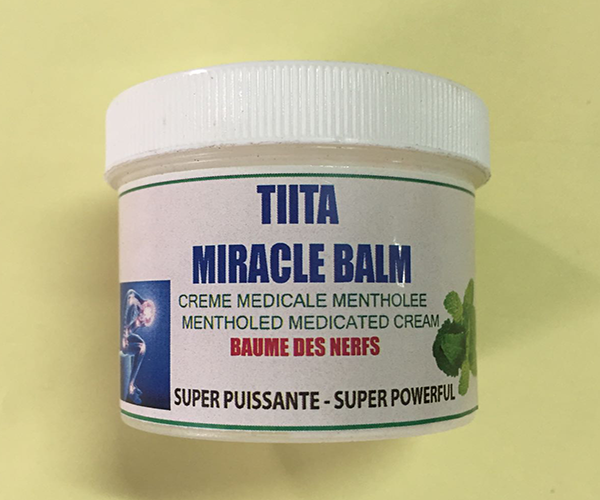 TIITA
MIRACLE BALM
CREME MEDICALE MENTHOLEE
MENTHOLED MEDICATED CREAM
BAUME DES NERFS
SUPER PUISSANTE - SUPER POWERFUL